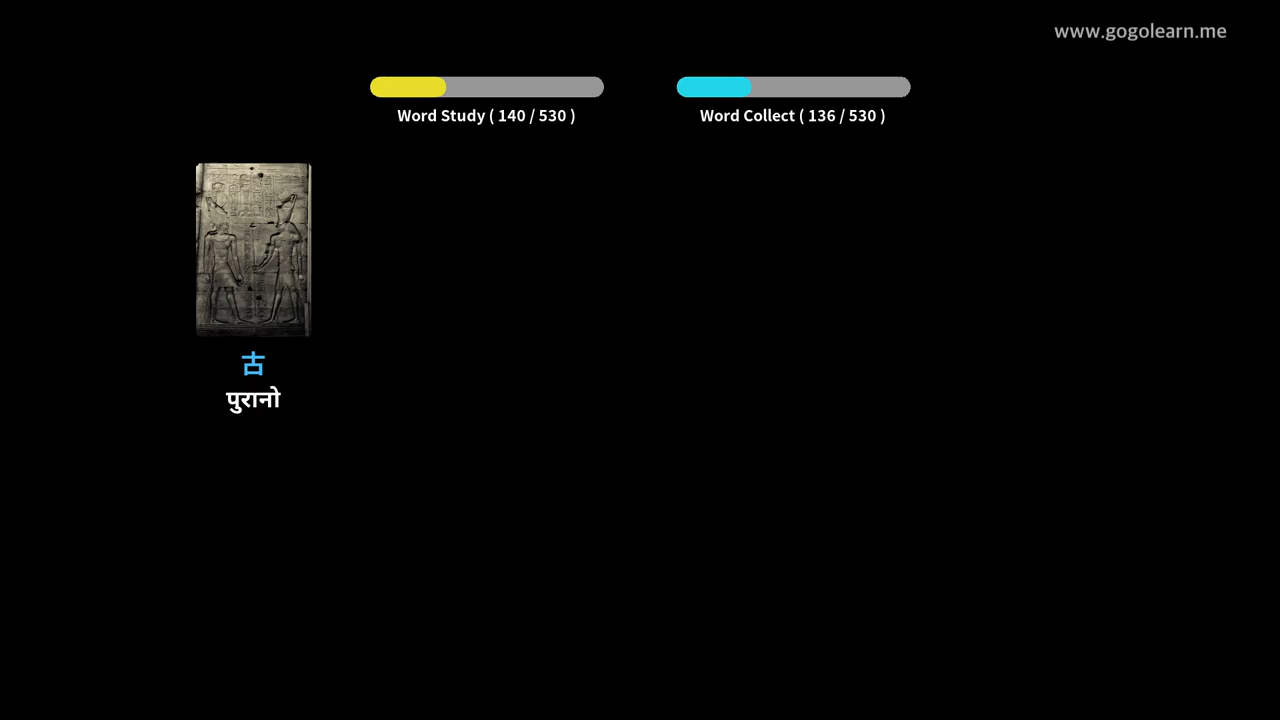 www.gogolearn.me
Word Study ( 140 / 530 )
Word Collect ( 136 / 530 )
古
पुरानो